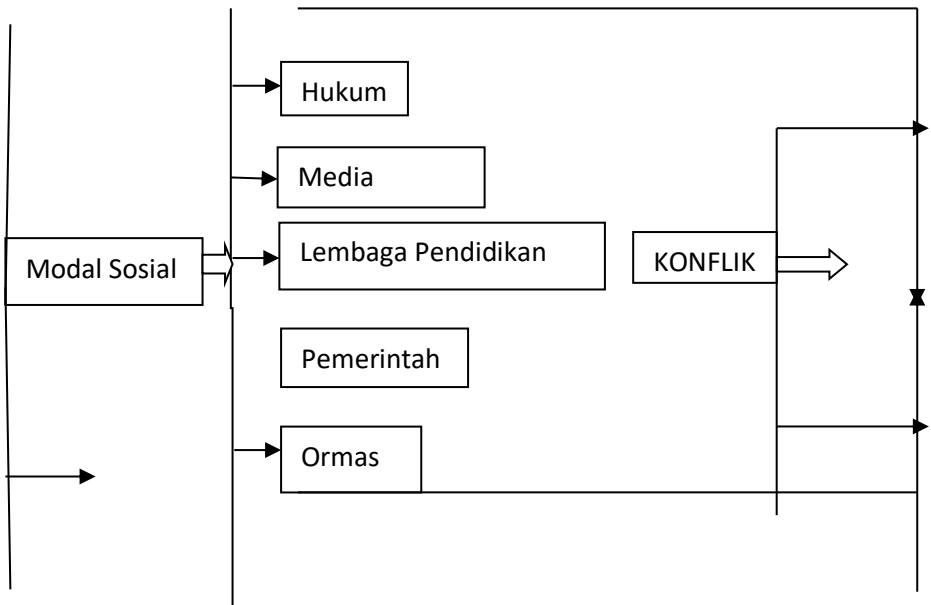 Hukum
Media
Lembaga Pendidikan
Modal Sosial
KONFLIK
Pemerintah
Ormas